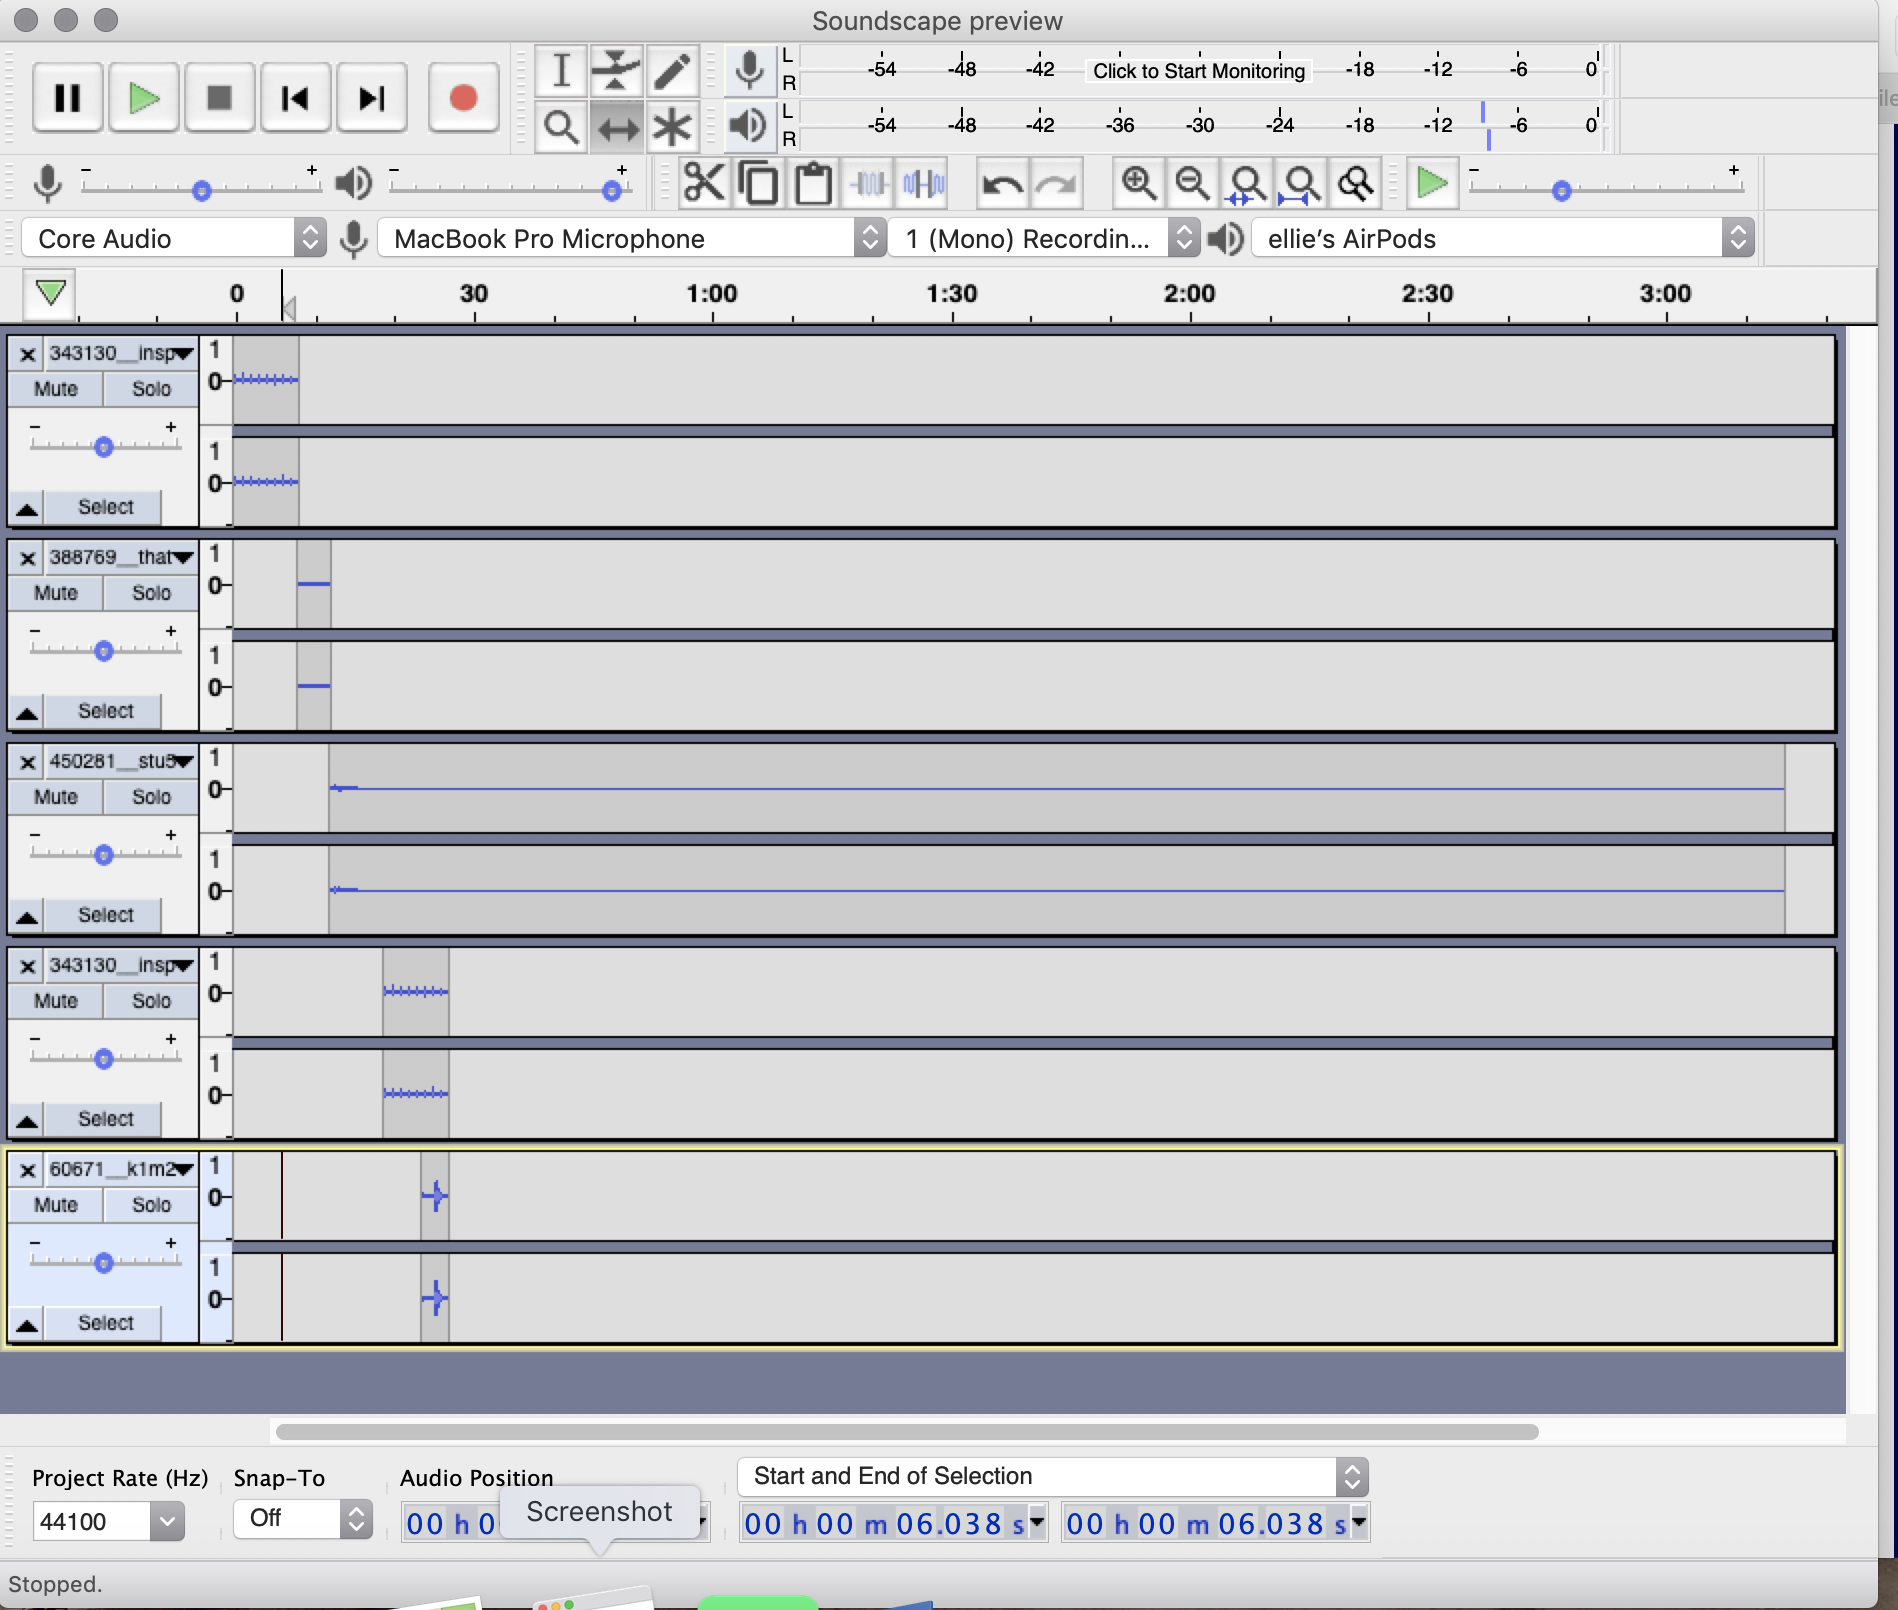 Soundscape preview
L
R
-54 -48 -42 Click to Start Monitoring -18 -12 -6 0
L
R
-54 -48 -42 -36 -30 -24 -18 -12 -6 0
- + - + - +
Core Audio
MacBook Pro Microphone
1 (Mono) Recordin...
ellie's AirPods
0 30 1:00 1:30 2:00 2:30 3:00
343130__insp
Mute Solo
- +
Select
1
0
1
0
388769__that
Mute Solo
- +
Select
1
0
1
0
450281__stu5
Mute Solo
- +
Select
1
0
1
0
343130__insp
Mute Solo
- +
Select
1
0
1
0
60671__k1m2
Mute Solo
- +
Select
1
0
1
0
Project Rate (Hz) Snap-To Audio Position Start and End of Selection
44100 Off 00 h 0 Screenshot 00 h 00 m 06.038 s 00 h 00 m 06.038 s
Stopped.